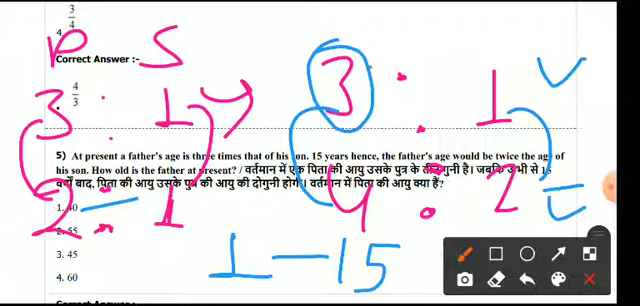 3
4
4.
P S
Correct Answer :-
4
3
3 : 1
3 : 1
5) At present a father's age is three times that of his son. 15 years hence, the father's age would be twice the age of
his son. How old is the father at present? / वर्तमान में एक पिता की आयु उसके पुत्र के तीन गुनी है। जबकि अभी से 15
वर्षों बाद, पिता की आयु उसके पुत्र की आयु की दोगुनी होगी। वर्तमान में पिता की आयु क्या हैं?
2 : 1
4 : 2
1. 40
2. 55
1 — 15
3. 45
4. 60